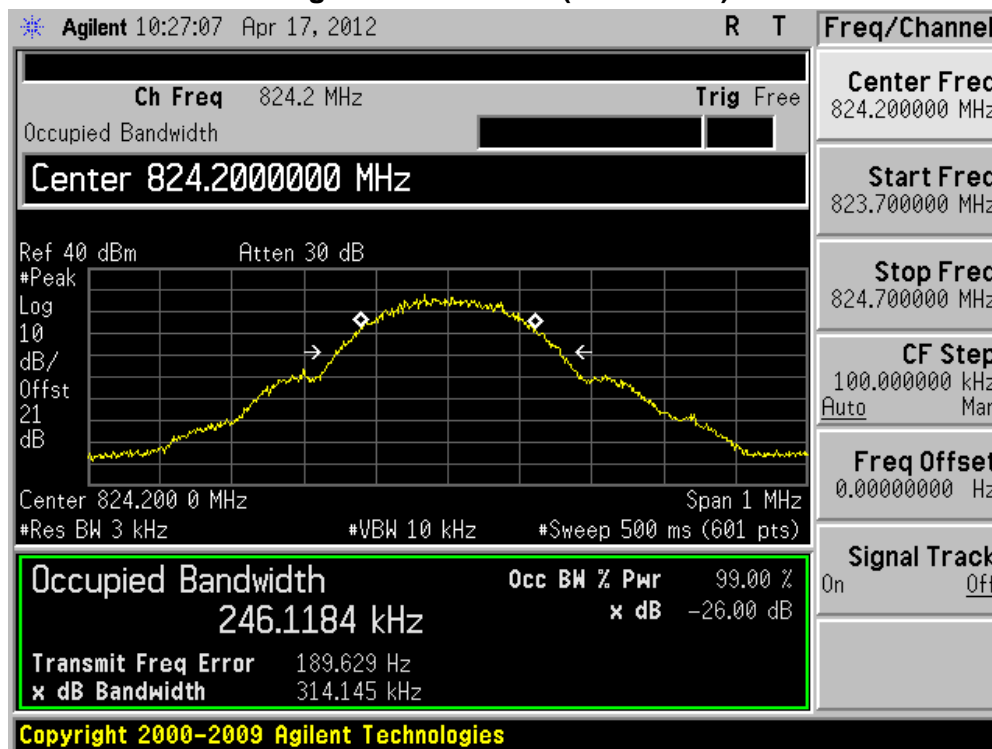 Agilent 10:27:07 Apr 17, 2012 R T
Ch Freq 824.2 MHz Trig Free
Occupied Bandwidth
Center 824.2000000 MHz
Ref 40 dBm Atten 30 dB
#Peak
Log
10
dB/
Offst
21
dB
Center 824.200 0 MHz Span 1 MHz
#Res BW 3 kHz #VBW 10 kHz #Sweep 500 ms (601 pts)
Occupied Bandwidth
246.1184 kHz
Occ BW % Pwr 99.00 %
x dB -26.00 dB
Transmit Freq Error 189.629 Hz
x dB Bandwidth 314.145 kHz
Copyright 2000-2009 Agilent Technologies
Freq/Channel
Center Freq
824.200000 MHz
Start Freq
823.700000 MHz
Stop Freq
824.700000 MHz
CF Step
100.000000 kHz
Auto Man
Freq Offset
0.00000000 Hz
Signal Track
On Off